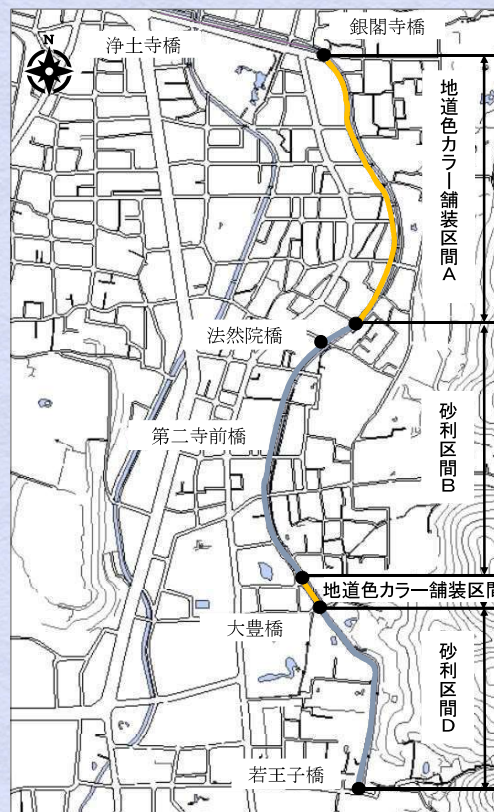 銀閣寺橋
浄土寺橋
N
地道色カラー舗装区間A
法然院橋
砂利区間B
第二寺前橋
地道色カラー舗装区間
大豊橋
砂利区間D
若王子橋